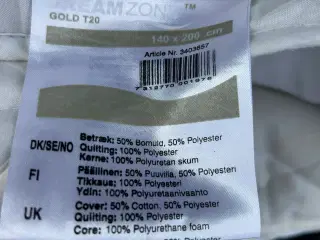 EAMZONE™
GOLD T20
140 x 200 cm
Article Nr. 3403657
DK/SE/NO
Betræk: 50% Bomuld, 50% Polyester
Quilting: 100% Polyester
Kerne: 100% Polyuretan skum
FI
Päällinen: 50% Puuvilla, 50% Polyesteri
Tikkaus: 100% Polyesteri
Ydin: 100% Polyuretaanivaahto
UK
Cover: 50% Cotton, 50% Polyester
Quilting: 100% Polyester
Core: 100% Polyurethane foam